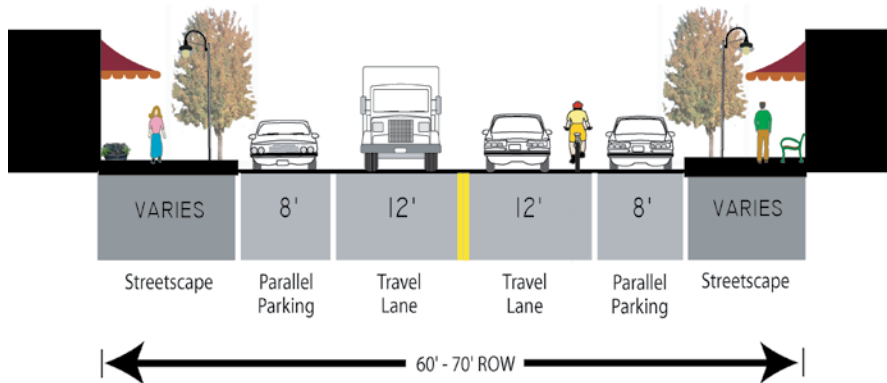 VARIES
8'
12'
12'
8'
VARIES
Streetscape
Parallel
Parking
Travel
Lane
Travel
Lane
Parallel
Parking
Streetscape
60' - 70' ROW